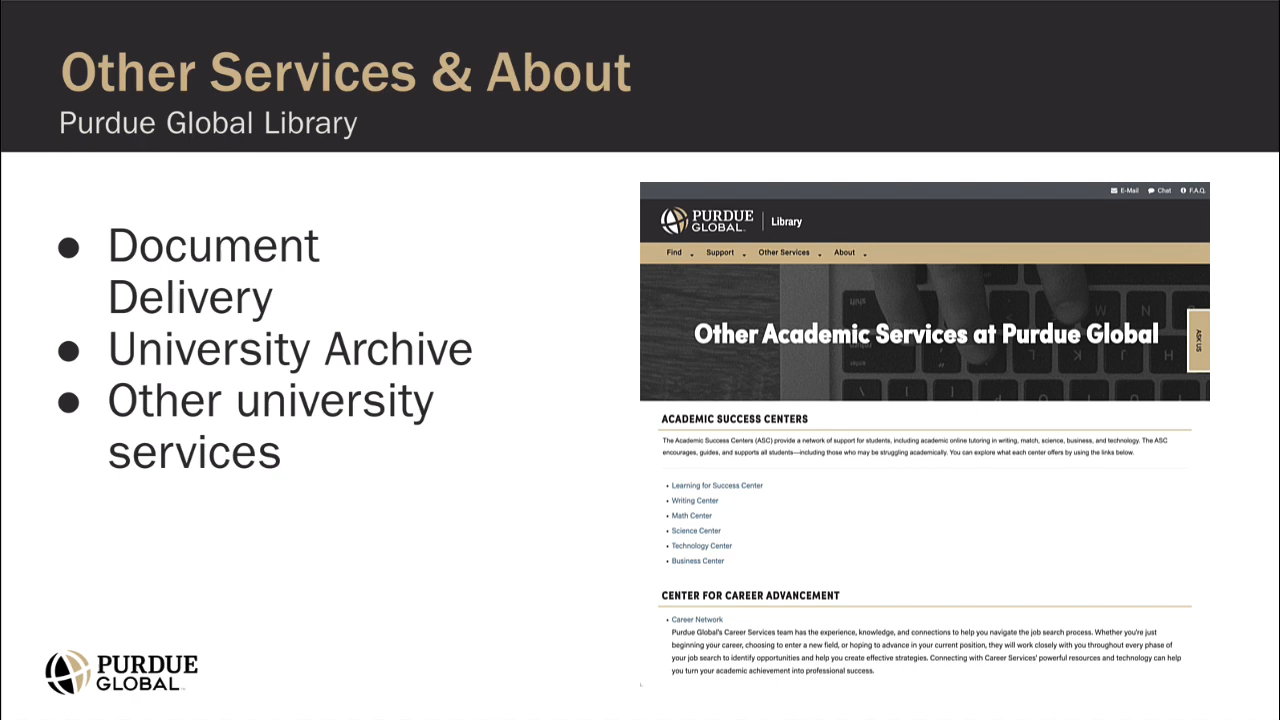 Other Services & About
Purdue Global Library
● Document
Delivery
● University Archive
● Other university
services
E-Mail Chat F.A.Q.
PURDUE
GLOBAL
Library
Find Support Other Services About
Other Academic Services at Purdue Global
ASK US
ACADEMIC SUCCESS CENTERS
The Academic Success Centers (ASC) provide a network of support for students, including academic online tutoring in writing, match, science, business, and technology. The ASC
encourages, guides, and supports all students—including those who may be struggling academically. You can explore what each center offers by using the links below.
• Learning for Success Center
• Writing Center
• Math Center
• Science Center
• Technology Center
• Business Center
CENTER FOR CAREER ADVANCEMENT
• Career Network
Purdue Global's Career Services team has the experience, knowledge, and connections to help you navigate the job search process. Whether you're just
beginning your career, choosing to enter a new field, or hoping to advance in your current position, they will work closely with you throughout every phase of
your job search to identify opportunities and help you create effective strategies. Connecting with Career Services' powerful resources and technology can help
you turn your academic achievement into professional success.
PURDUE
GLOBAL